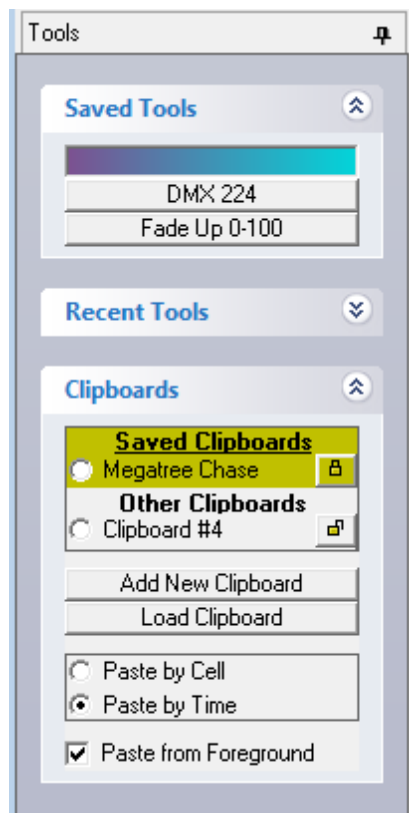 Tools
Saved Tools
DMX 224
Fade Up 0-100
Recent Tools
Clipboards
Saved Clipboards
Megatree Chase
Other Clipboards
Clipboard #4
Add New Clipboard
Load Clipboard
Paste by Cell
Paste by Time
Paste from Foreground